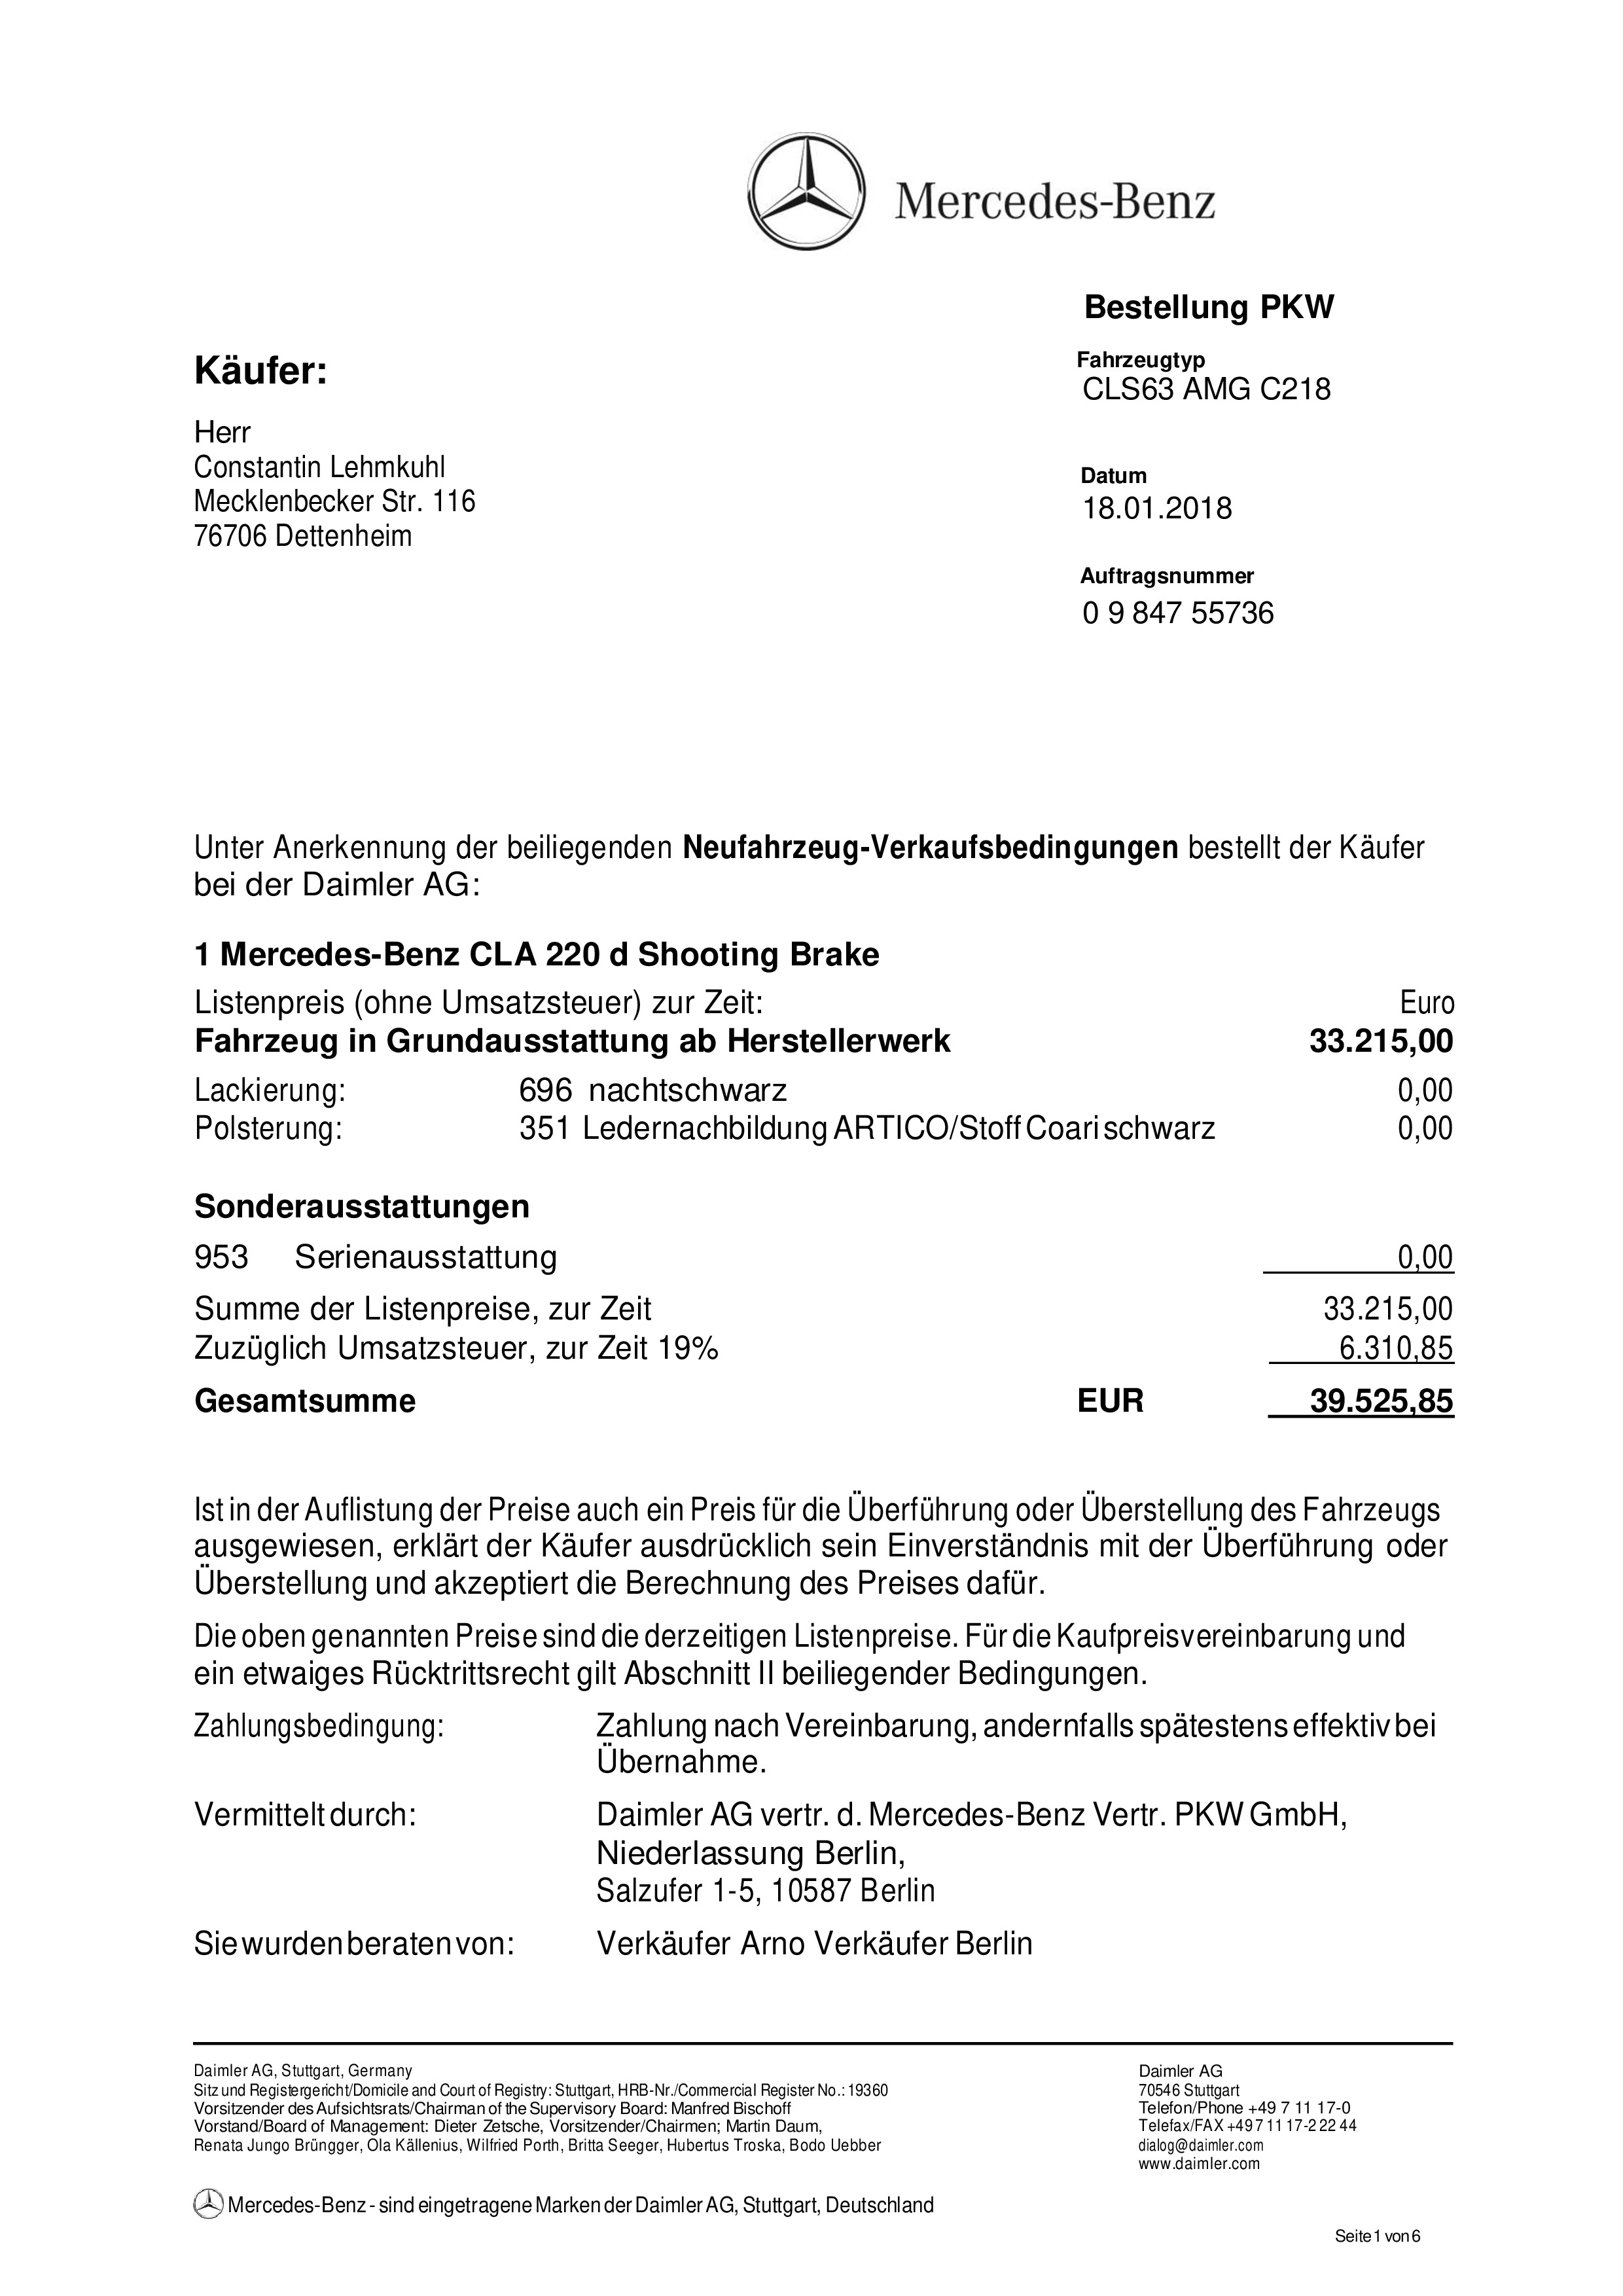 Mercedes-Benz
Bestellung PKW
Käufer:
Fahrzeugtyp
CLS63 AMG C218
Herr
Constantin Lehmkuhl
Mecklenbecker Str. 116
76706 Dettenheim
Datum
18.01.2018
Auftragsnummer
0 9 847 55736
Unter Anerkennung der beiliegenden Neufahrzeug-Verkaufsbedingungen bestellt der Käufer
bei der Daimler AG:
1 Mercedes-Benz CLA 220 d Shooting Brake
Listenpreis (ohne Umsatzsteuer) zur Zeit: Euro
Fahrzeug in Grundausstattung ab Herstellerwerk 33.215,00
Lackierung: 696 nachtschwarz 0,00
Polsterung: 351 Ledernachbildung ARTICO/Stoff Coari schwarz 0,00
Sonderausstattungen
953 Serienausstattung 0,00
Summe der Listenpreise, zur Zeit 33.215,00
Zuzüglich Umsatzsteuer, zur Zeit 19% 6.310,85
Gesamtsumme EUR 39.525,85
Ist in der Auflistung der Preise auch ein Preis für die Überführung oder Überstellung des Fahrzeugs
ausgewiesen, erklärt der Käufer ausdrücklich sein Einverständnis mit der Überführung oder
Überstellung und akzeptiert die Berechnung des Preises dafür.
Die oben genannten Preise sind die derzeitigen Listenpreise. Für die Kaufpreisvereinbarung und
ein etwaiges Rücktrittsrecht gilt Abschnitt II beiliegender Bedingungen.
Zahlungsbedingung: Zahlung nach Vereinbarung, andernfalls spätestens effektiv bei
Übernahme.
Vermittelt durch: Daimler AG vertr. d. Mercedes-Benz Vertr. PKW GmbH,
Niederlassung Berlin,
Salzufer 1-5, 10587 Berlin
Sie wurden beraten von: Verkäufer Arno Verkäufer Berlin
Daimler AG, Stuttgart, Germany
Sitz und Registergericht/Domicile and Court of Registry: Stuttgart, HRB-Nr./Commercial Register No.: 19360
Vorsitzender des Aufsichtsrats/Chairman of the Supervisory Board: Manfred Bischoff
Vorstand/Board of Management: Dieter Zetsche, Vorsitzender/Chairmen; Martin Daum,
Renata Jungo Brüngger, Ola Källenius, Wilfried Porth, Britta Seeger, Hubertus Troska, Bodo Uebber
Daimler AG
70546 Stuttgart
Telefon/Phone +49 7 11 17-0
Telefax/FAX +49 7 11 17-2 22 44
dialog@daimler.com
www.daimler.com
Mercedes-Benz - sind eingetragene Marken der Daimler AG, Stuttgart, Deutschland
Seite 1 von 6